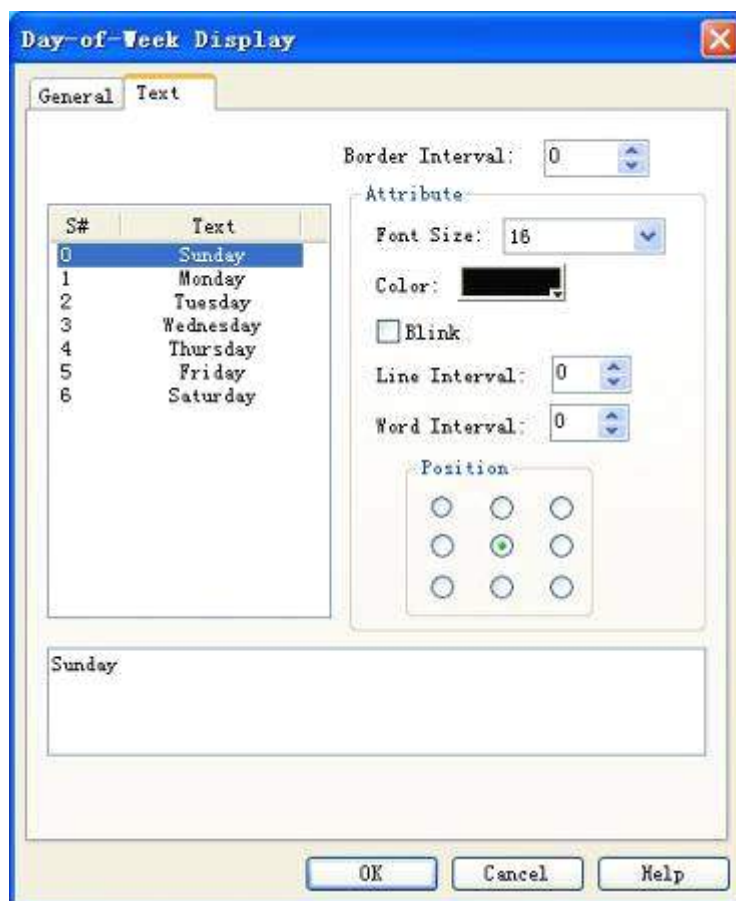 Day-of-Week Display
General Text
Border Interval: 0
Attribute
S# Text
0 Sunday
1 Monday
2 Tuesday
3 Wednesday
4 Thursday
5 Friday
6 Saturday
Font Size: 16
Color:
Blink
Line Interval: 0
Word Interval: 0
Position
Sunday
OK Cancel Help